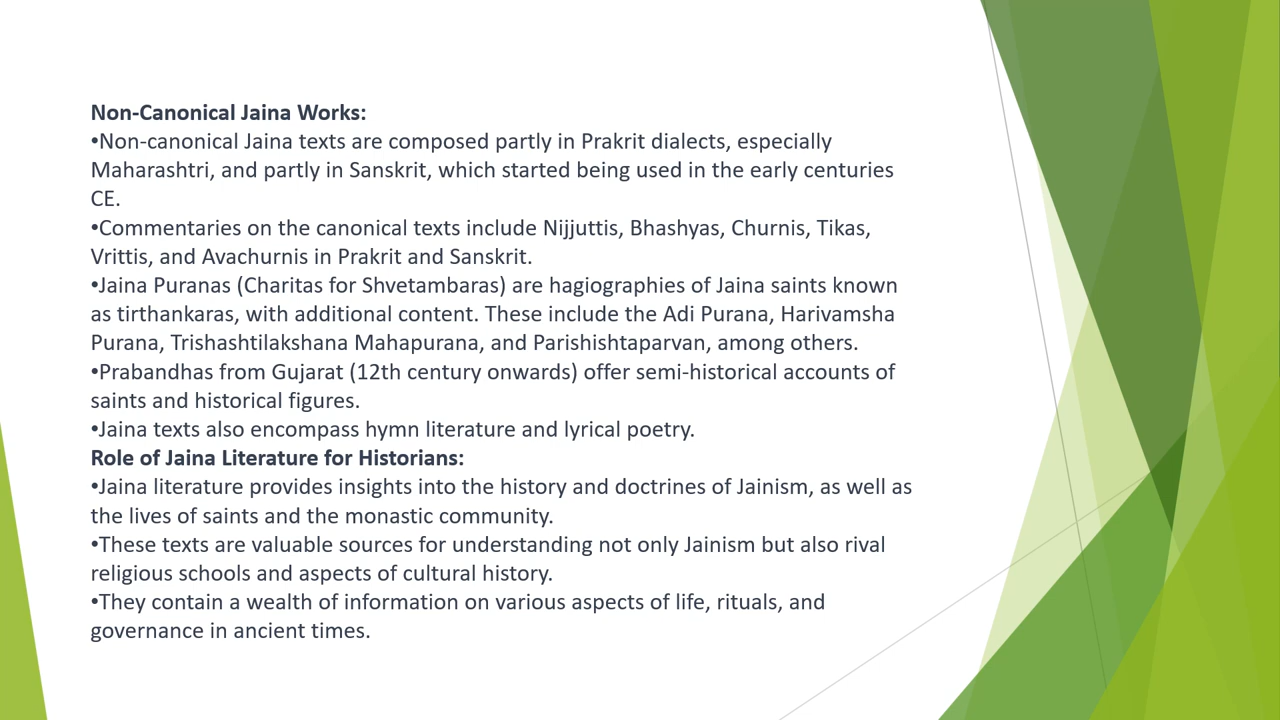 Non-Canonical Jaina Works:
•Non-canonical Jaina texts are composed partly in Prakrit dialects, especially
Maharashtri, and partly in Sanskrit, which started being used in the early centuries
CE.
•Commentaries on the canonical texts include Nijjuttis, Bhashyas, Churnis, Tikas,
Vrittis, and Avachurnis in Prakrit and Sanskrit.
•Jaina Puranas (Charitas for Shvetambaras) are hagiographies of Jaina saints known
as tirthankaras, with additional content. These include the Adi Purana, Harivamsha
Purana, Trishashtilakshana Mahapurana, and Parishishtaparvan, among others.
•Prabandhas from Gujarat (12th century onwards) offer semi-historical accounts of
saints and historical figures.
•Jaina texts also encompass hymn literature and lyrical poetry.
Role of Jaina Literature for Historians:
•Jaina literature provides insights into the history and doctrines of Jainism, as well as
the lives of saints and the monastic community.
•These texts are valuable sources for understanding not only Jainism but also rival
religious schools and aspects of cultural history.
•They contain a wealth of information on various aspects of life, rituals, and
governance in ancient times.